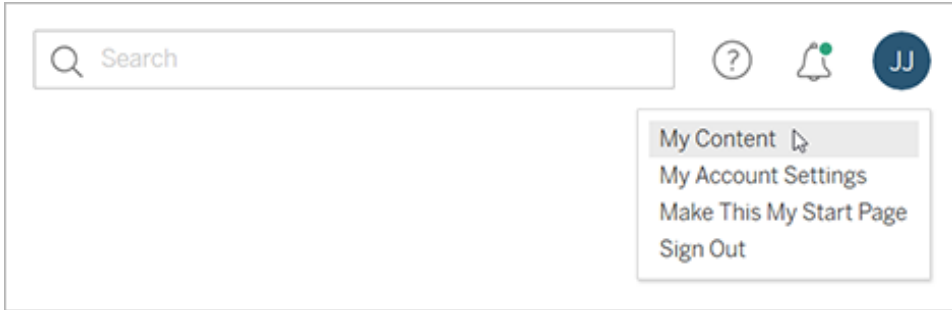 Search
?
JJ
My Content
My Account Settings
Make This My Start Page
Sign Out